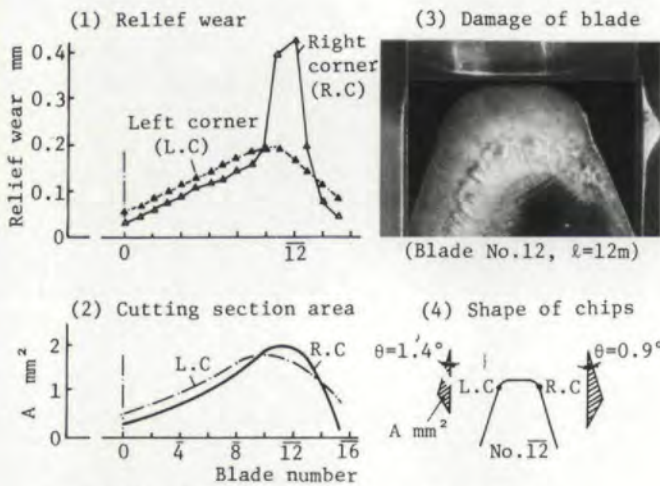 (1) Relief wear
Relief wear mm
0.4
0.3
0.2
0.1
0
Right
corner
(R.C)
Left corner
(L.C)
0
12
(2) Cutting section area
A mm²
2
1
0
L.C
R.C
0
4
8
12
16
Blade number
(3) Damage of blade
(Blade No.12, ℓ=12m)
(4) Shape of chips
θ=1.4°
θ=0.9°
L.C
R.C
A mm²
No.12